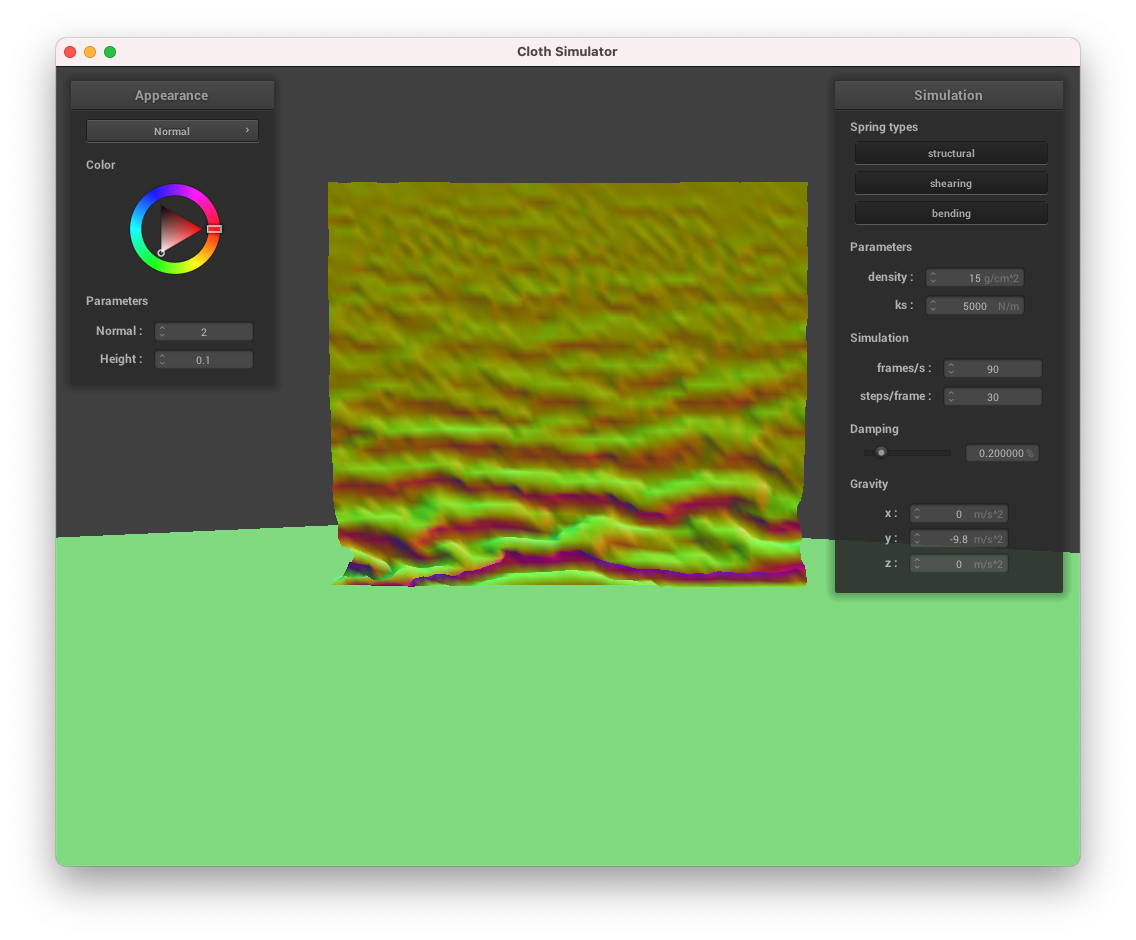 Cloth Simulator
Appearance
Normal ›
Color
Parameters
Normal : 2
Height : 0.1
Simulation
Spring types
structural
shearing
bending
Parameters
density : 15 g/cm^2
ks : 5000 N/m
Simulation
frames/s : 90
steps/frame : 30
Damping
0.200000 %
Gravity
x : 0 m/s^2
y : -9.8 m/s^2
z : 0 m/s^2